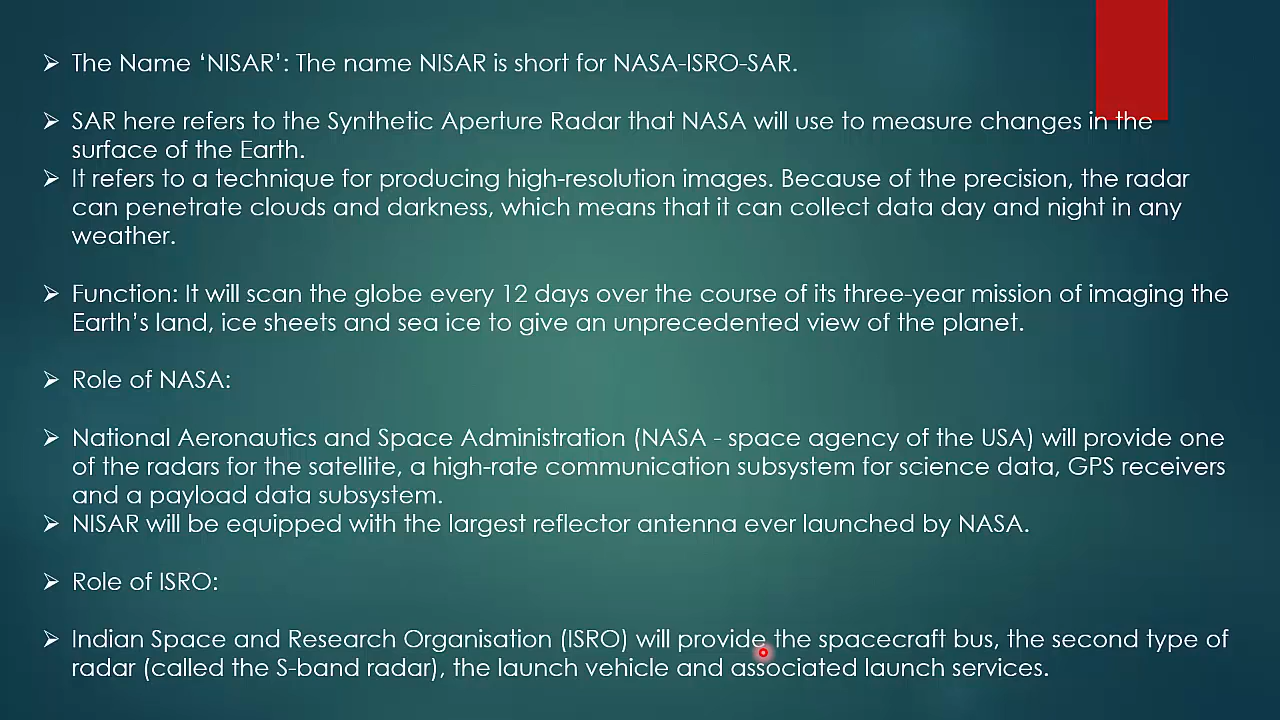 ➢ The Name ‘NISAR’: The name NISAR is short for NASA-ISRO-SAR.
➢ SAR here refers to the Synthetic Aperture Radar that NASA will use to measure changes in the
surface of the Earth.
➢ It refers to a technique for producing high-resolution images. Because of the precision, the radar
can penetrate clouds and darkness, which means that it can collect data day and night in any
weather.
➢ Function: It will scan the globe every 12 days over the course of its three-year mission of imaging the
Earth’s land, ice sheets and sea ice to give an unprecedented view of the planet.
➢ Role of NASA:
➢ National Aeronautics and Space Administration (NASA - space agency of the USA) will provide one
of the radars for the satellite, a high-rate communication subsystem for science data, GPS receivers
and a payload data subsystem.
➢ NISAR will be equipped with the largest reflector antenna ever launched by NASA.
➢ Role of ISRO:
➢ Indian Space and Research Organisation (ISRO) will provide the spacecraft bus, the second type of
radar (called the S-band radar), the launch vehicle and associated launch services.